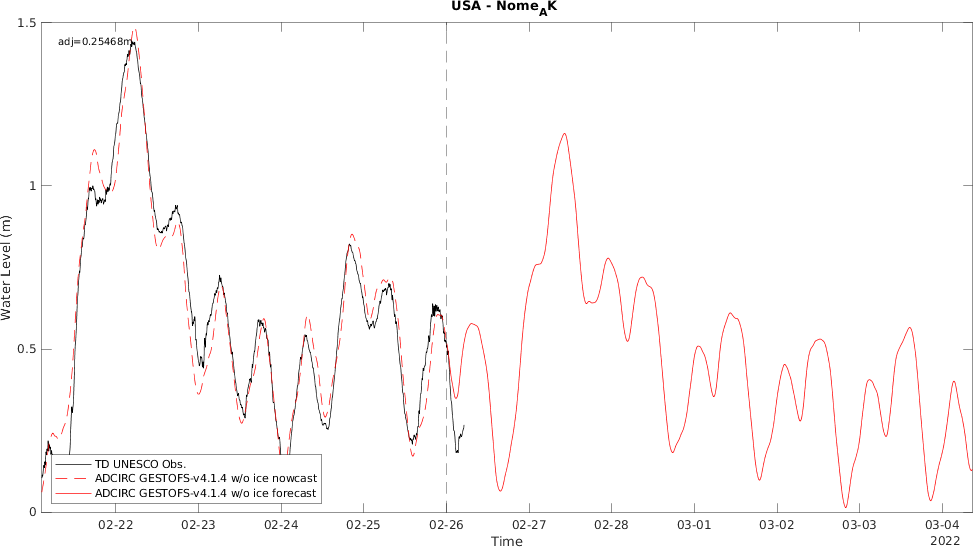 USA - Nome_AK
adj=0.25468m
1.5
1
0.5
0
Water Level (m)
TD UNESCO Obs.
ADCIRC GESTOFS-v4.1.4 w/o ice nowcast
ADCIRC GESTOFS-v4.1.4 w/o ice forecast
02-22 02-23 02-24 02-25 02-26 02-27 02-28 03-01 03-02 03-03 03-04
Time
2022